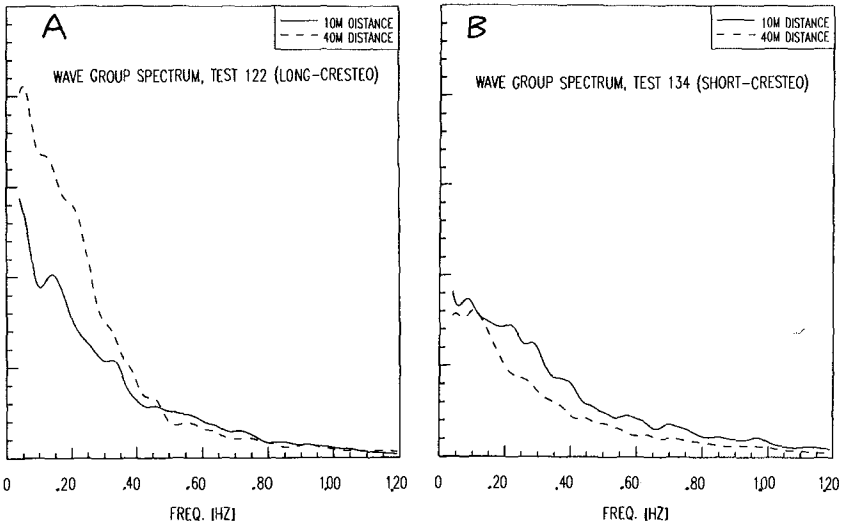 A
10M OISTANCE
40M DISTANCE
WAVE GROUP SPECTRUM, TEST 122 (LONG-CRESTEO)
0 .20 .40 .60 .80 1,00 1,20
FREQ. [HZ]
B
10M DISTANCE
40M DISTANCE
WAVE GROUP SPECTRUM, TEST 134 (SHORT-CRESTEO)
0 .20 .40 .60 .80 1,00 1,20
FREQ. [HZ]